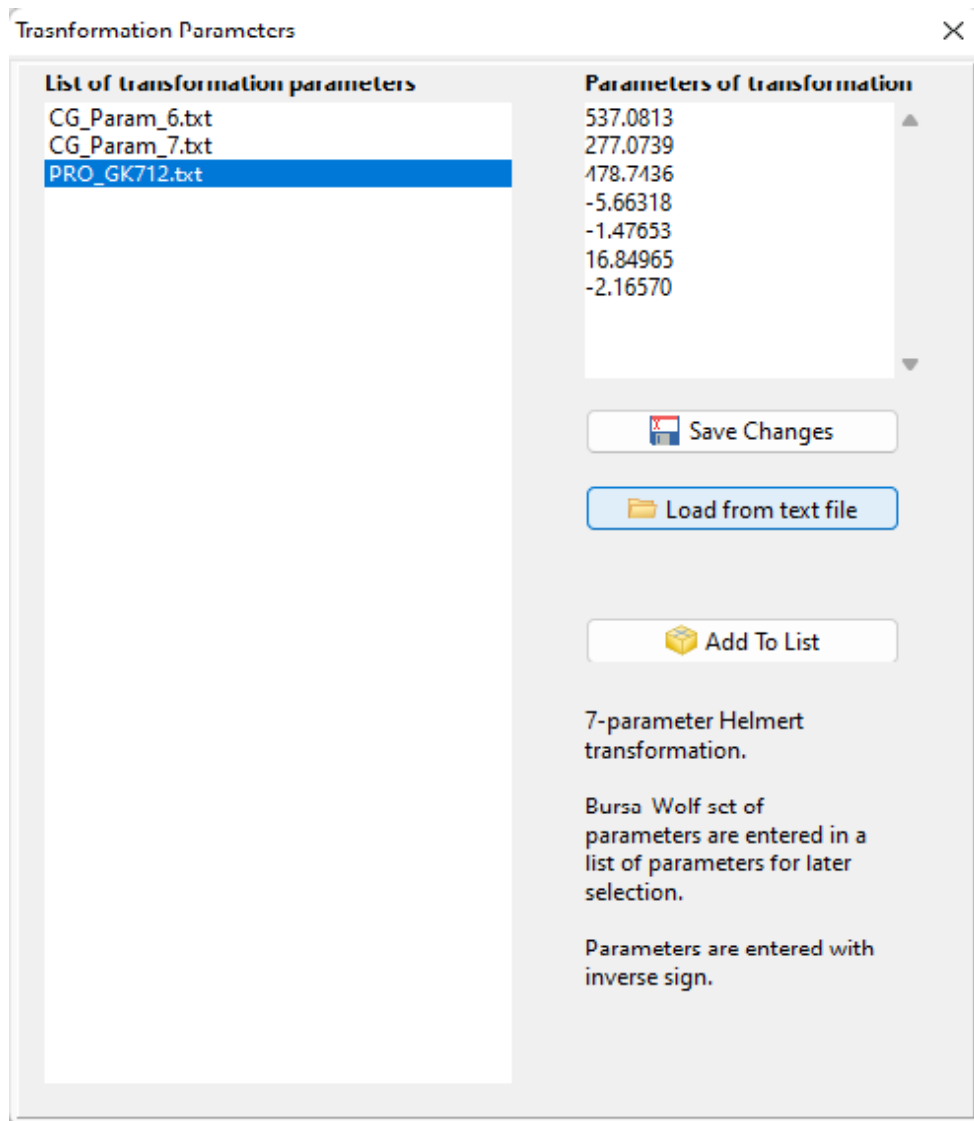 Trasnformation Parameters
List of transformation parameters
CG_Param_6.txt
CG_Param_7.txt
PRO_GK712.txt
Parameters of transformation
537.0813
277.0739
478.7436
-5.66318
-1.47653
16.84965
-2.16570
Save Changes
Load from text file
Add To List
7-parameter Helmert
transformation.
Bursa Wolf set of
parameters are entered in a
list of parameters for later
selection.
Parameters are entered with
inverse sign.